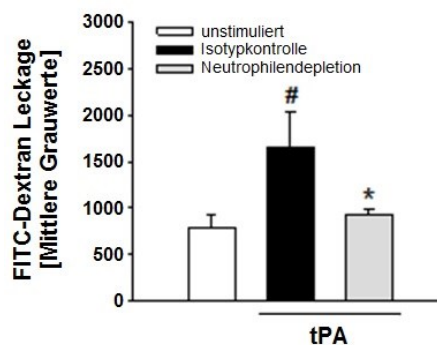 3000
2500
2000
1500
1000
500
0
FITC-Dextran Leckage
[Mittlere Grauwerte]
unstimuliert
Isotypkontrolle
Neutrophilendepletion
#
*
tPA